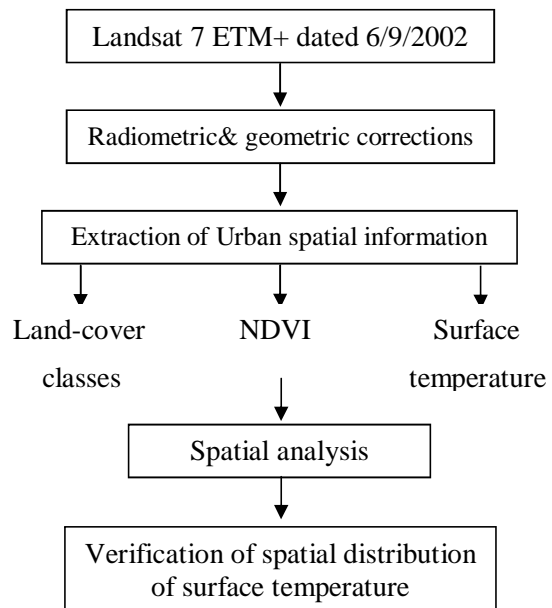 Landsat 7 ETM+ dated 6/9/2002
Radiometric& geometric corrections
Extraction of Urban spatial information
Land-cover classes
NDVI
Surface temperature
Spatial analysis
Verification of spatial distribution
of surface temperature